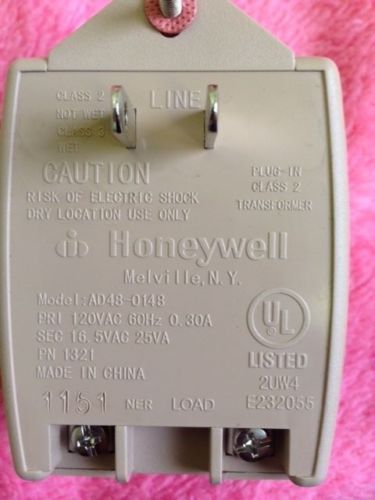 CLASS 2
NOT WET
CLASS 3
WET
LINE
CAUTION
RISK OF ELECTRIC SHOCK
DRY LOCATION USE ONLY
PLUG-IN
CLASS 2
TRANSFORMER
Honeywell
Melville, N.Y.
Model:AD48-0148
PRI 120VAC 60Hz 0.30A
SEC 16.5VAC 25VA
PN 1321
MADE IN CHINA
UL
LISTED
2UW4
E232055
1151 NER LOAD